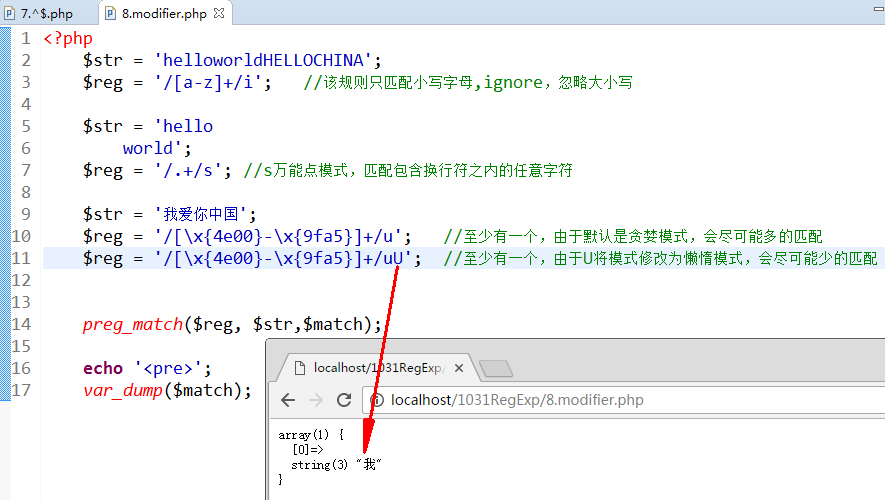 7.^$.php
8.modifier.php
1 <?php
2 $str = 'helloworldHELLOCHINA';
3 $reg = '/[a-z]+/i'; //该规则只匹配小写字母,ignore，忽略大小写
4
5 $str = 'hello
6 world';
7 $reg = '/.+/s'; //s万能点模式，匹配包含换行符之内的任意字符
8
9 $str = '我爱你中国';
10 $reg = '/[\x{4e00}-\x{9fa5}]+/u'; //至少有一个，由于默认是贪婪模式，会尽可能多的匹配
11 $reg = '/[\x{4e00}-\x{9fa5}]+/uU'; //至少有一个，由于U将模式修改为懒惰模式，会尽可能少的匹配
12
13
14 preg_match($reg, $str,$match);
15
16 echo '<pre>';
17 var_dump($match);
localhost/1031RegExp/
localhost/1031RegExp/8.modifier.php
array(1) {
[0]=>
string(3) "我"
}